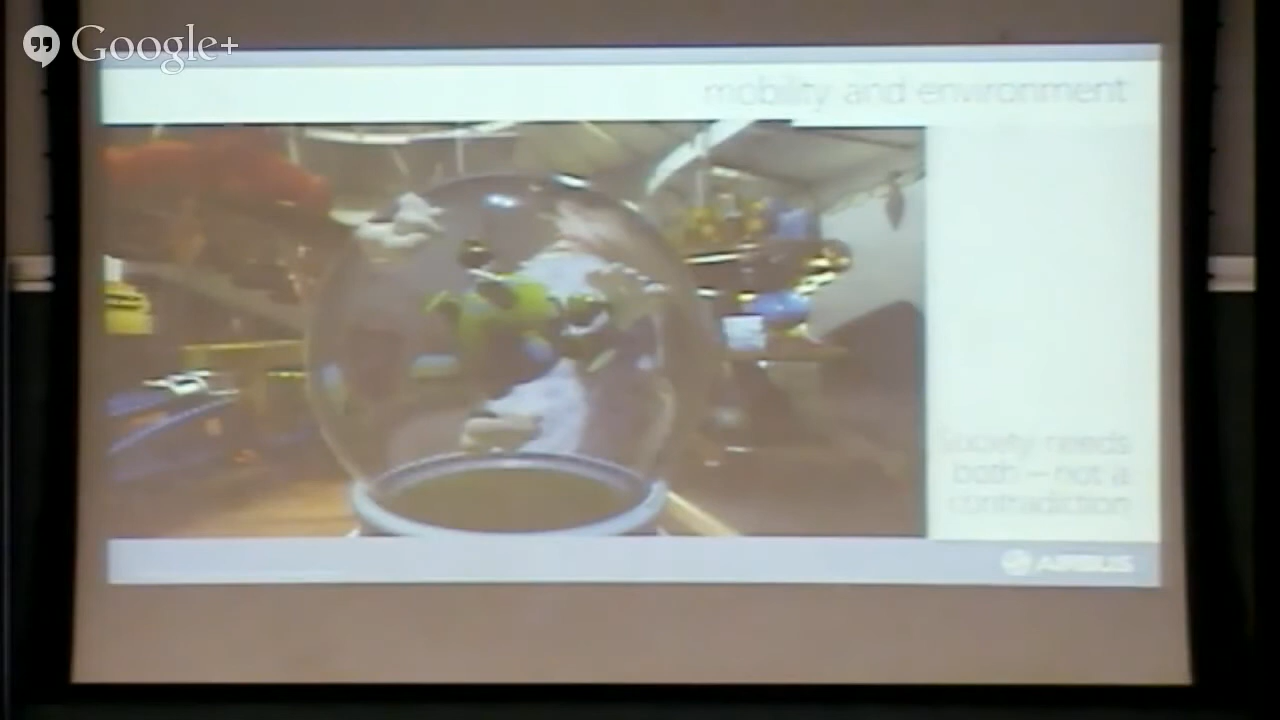 Google+
mobility and environment
Society needs
both – not a
contradiction
AIRBUS